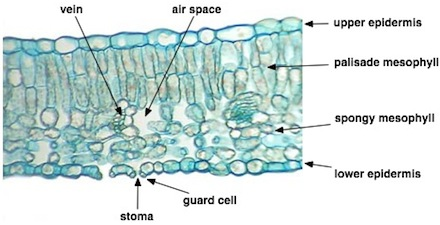 vein
air space
upper epidermis
palisade mesophyll
spongy mesophyll
lower epidermis
guard cell
stoma